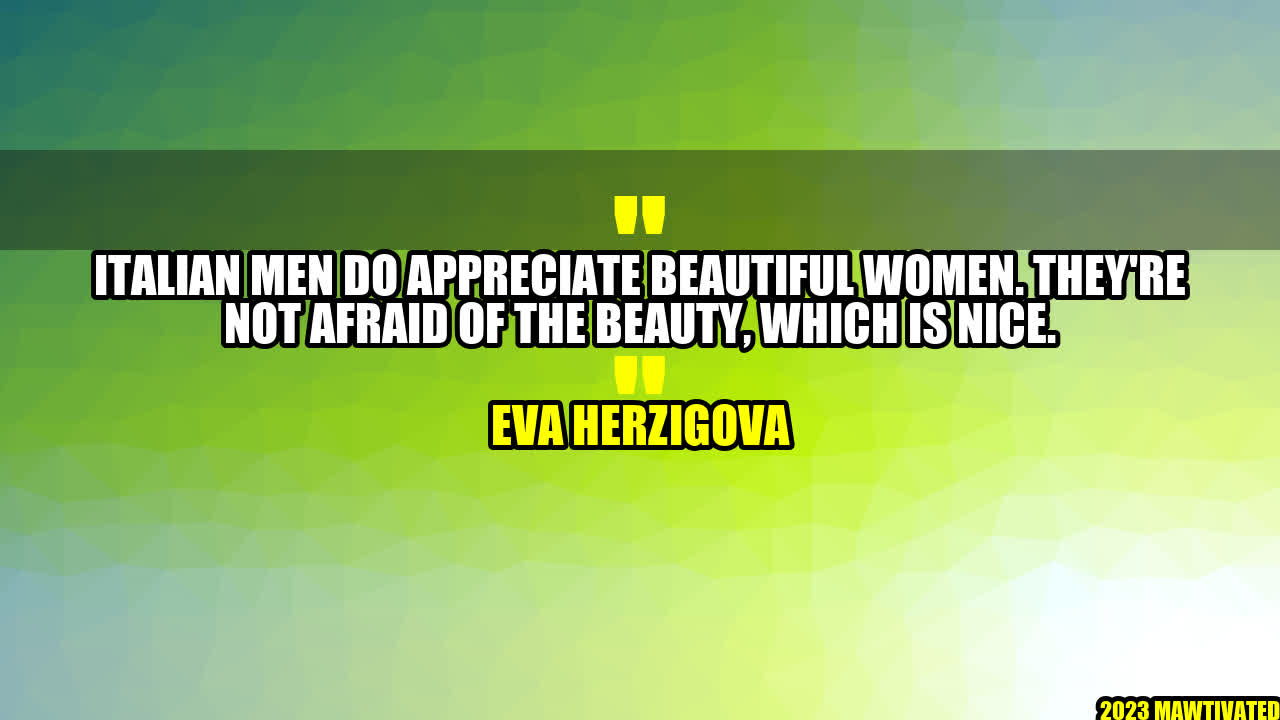 "
ITALIAN MEN DO APPRECIATE BEAUTIFUL WOMEN. THEY'RE
NOT AFRAID OF THE BEAUTY, WHICH IS NICE.
"
EVA HERZIGOVA
2023 MAWTIVATED